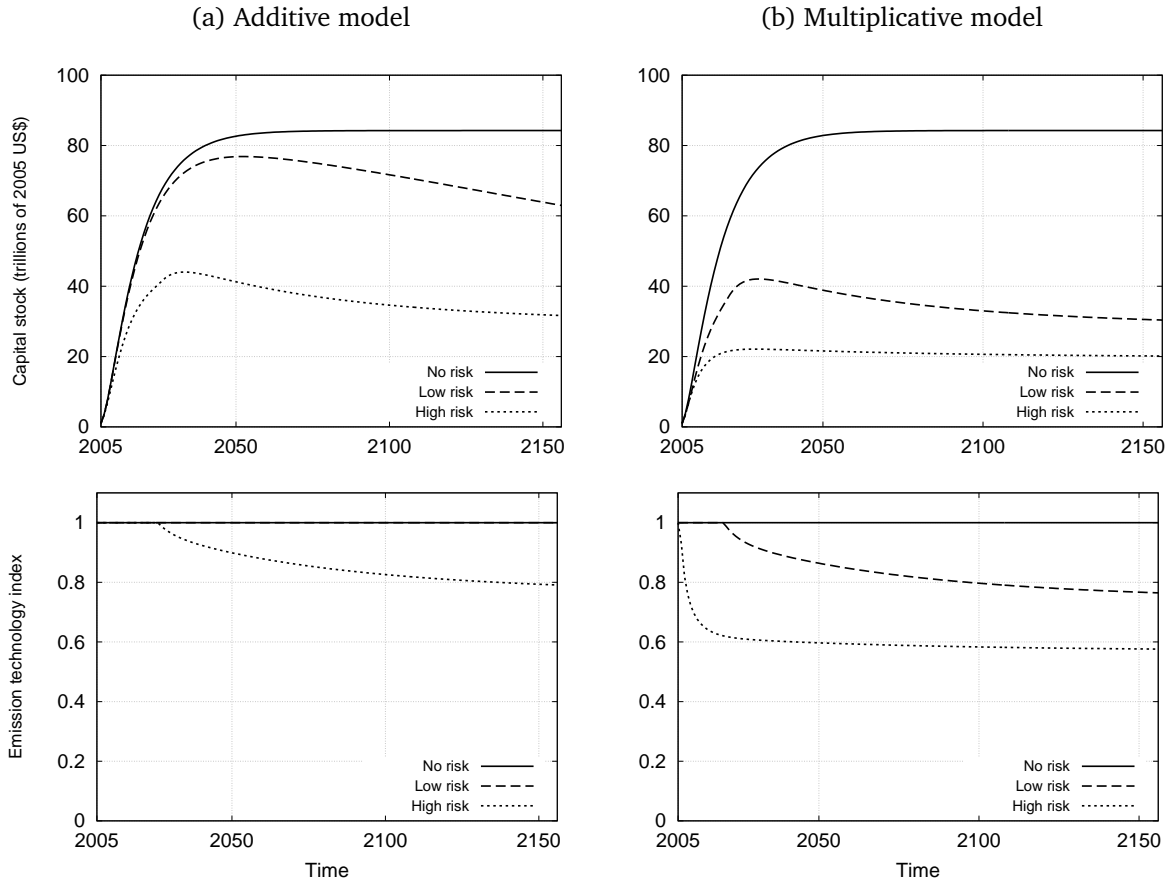 (a) Additive model
(b) Multiplicative model
Capital stock (trillions of 2005 US$)
100
80
60
40
20
0
2005
2050
2100
2150
No risk
Low risk
High risk
100
80
60
40
20
0
2005
2050
2100
2150
No risk
Low risk
High risk
Emission technology index
1
0.8
0.6
0.4
0.2
0
2005
2050
2100
2150
Time
No risk
Low risk
High risk
1
0.8
0.6
0.4
0.2
0
2005
2050
2100
2150
Time
No risk
Low risk
High risk